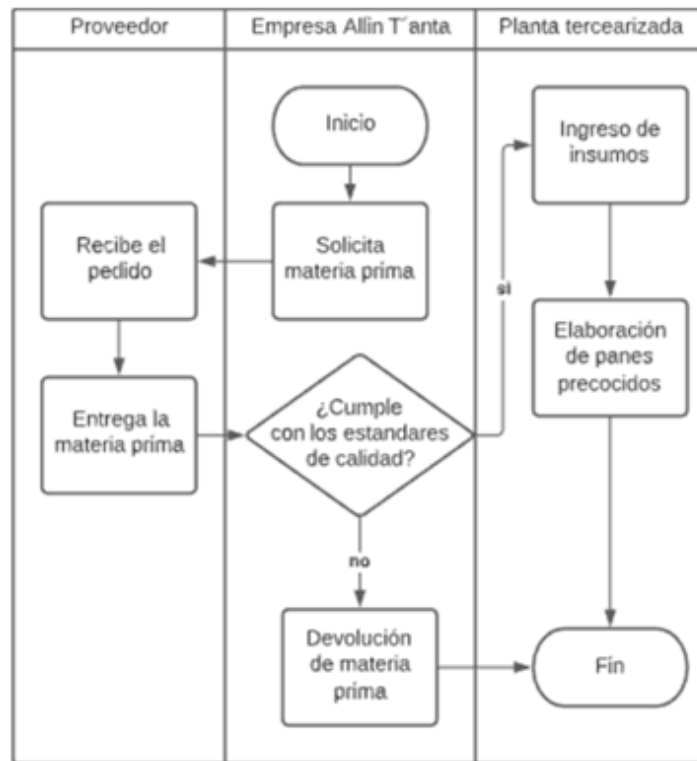 Proveedor
Empresa Allin T´anta
Planta tercearizada
Inicio
Ingreso de
insumos
Recibe el
pedido
Solicita
materia prima
si
Elaboración
de panes
precocidos
Entrega la
materia prima
¿Cumple
con los estandares
de calidad?
no
Devolución
de materia
prima
Fin